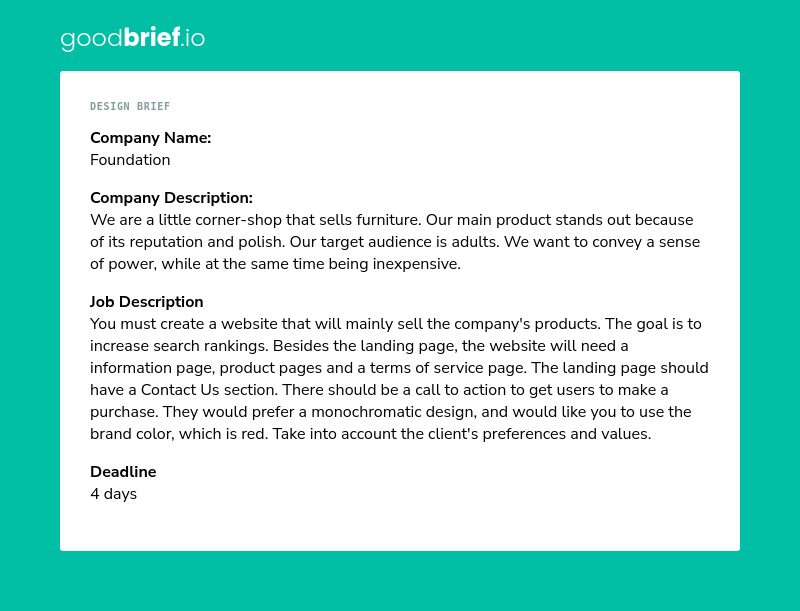 goodbrief.io
DESIGN BRIEF
Company Name:
Foundation
Company Description:
We are a little corner-shop that sells furniture. Our main product stands out because
of its reputation and polish. Our target audience is adults. We want to convey a sense
of power, while at the same time being inexpensive.
Job Description
You must create a website that will mainly sell the company's products. The goal is to
increase search rankings. Besides the landing page, the website will need a
information page, product pages and a terms of service page. The landing page should
have a Contact Us section. There should be a call to action to get users to make a
purchase. They would prefer a monochromatic design, and would like you to use the
brand color, which is red. Take into account the client's preferences and values.
Deadline
4 days